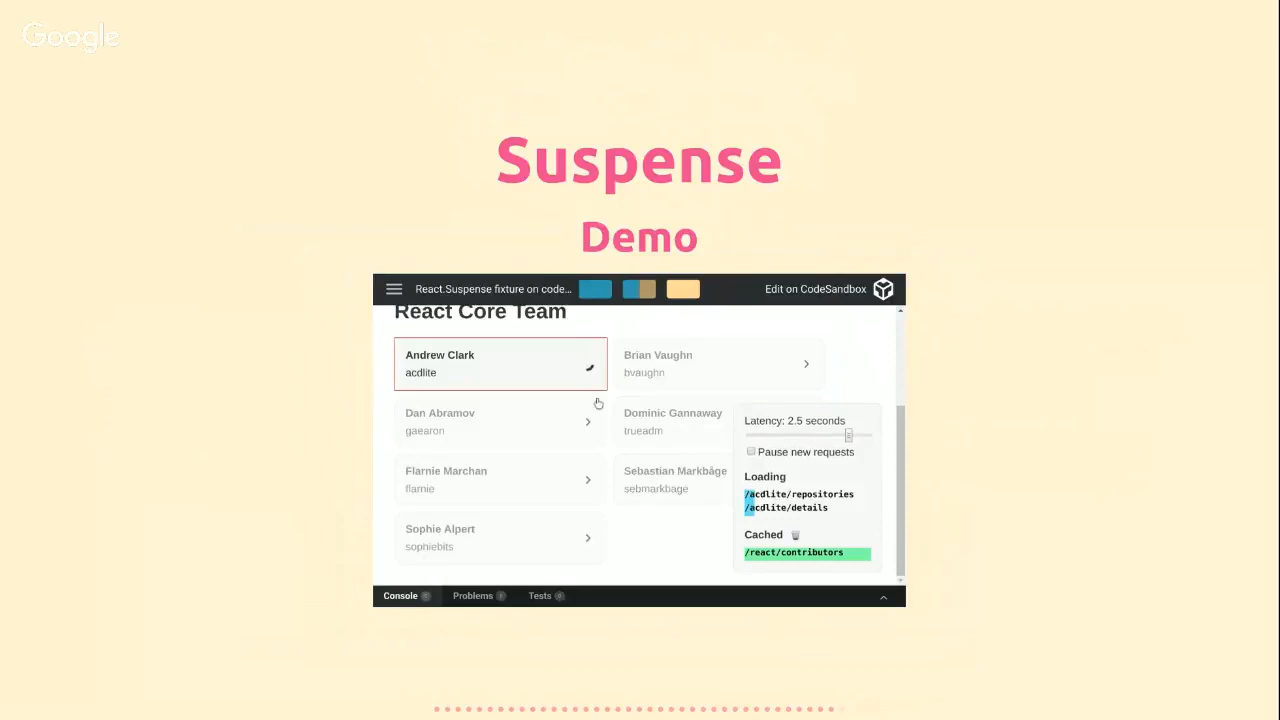 Google
Suspense
Demo
React.Suspense fixture on code...
Edit on CodeSandbox
React Core Team
Andrew Clark
acdlite
Brian Vaughn
bvaughn
Dan Abramov
gaearon
Dominic Gannaway
trueadm
Flarnie Marchan
flarnie
Sebastian Markbåge
sebmarkbage
Sophie Alpert
sophiebits
Latency: 2.5 seconds
Pause new requests
Loading
/acdlite/repositories
/acdlite/details
Cached
/react/contributors
Console
Problems
Tests